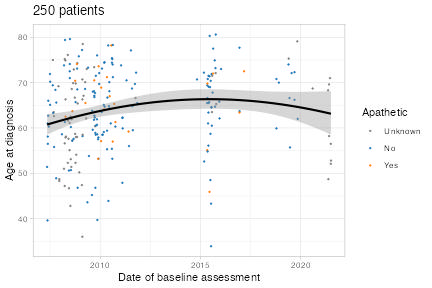 250 patients
80
70
60
50
40
Age at diagnosis
2010
2015
2020
Date of baseline assessment
Apathetic
Unknown
No
Yes